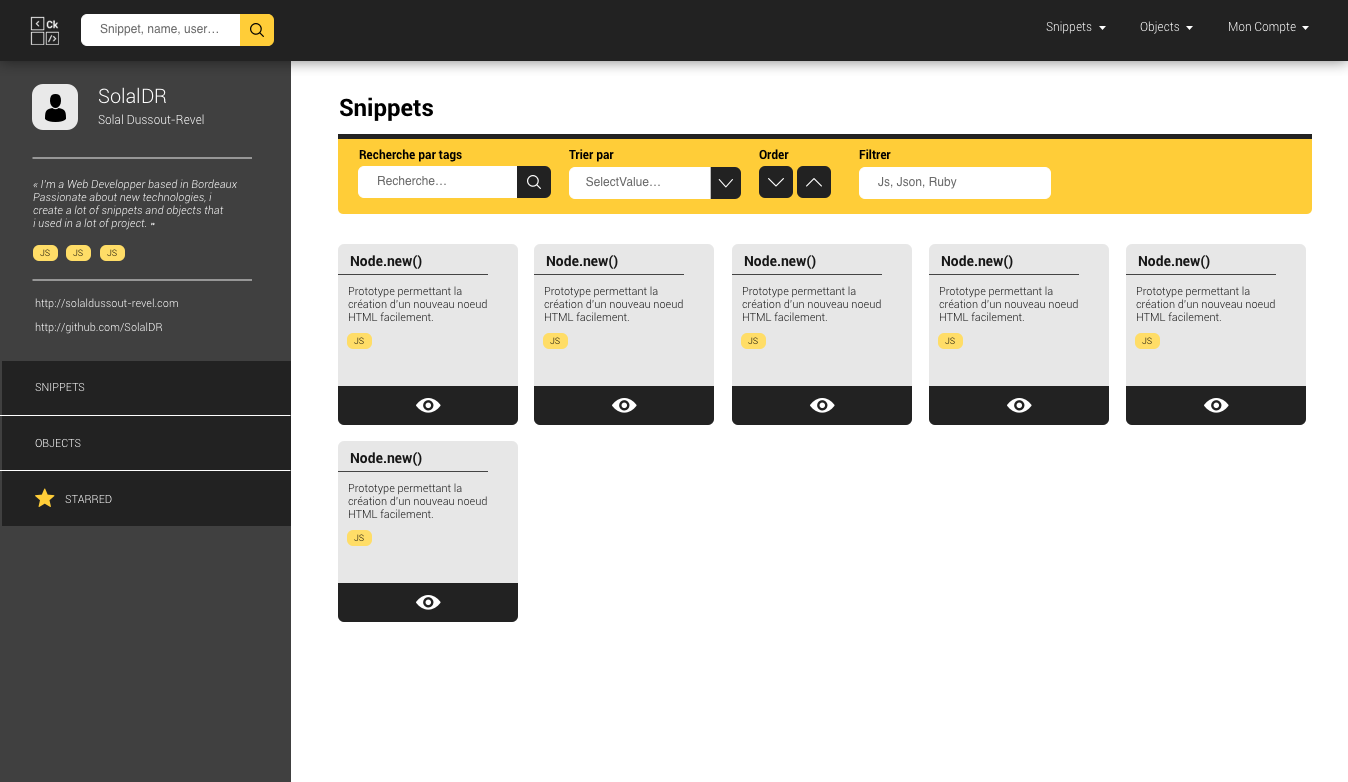 Ck
Snippet, name, user…
Snippets
Objects
Mon Compte
SolalDR
Solal Dussout-Revel
« I'm a Web Developper based in Bordeaux
Passionate about new technologies, i
create a lot of snippets and objects that
i used in a lot of project. »
JS JS JS
http://solaldussout-revel.com
http://github.com/SolalDR
SNIPPETS
OBJECTS
STARRED
Snippets
Recherche par tags
Recherche…
Trier par
SelectValue…
Order
Filtrer
Js, Json, Ruby
Node.new()
Prototype permettant la
création d'un nouveau noeud
HTML facilement.
JS
Node.new()
Prototype permettant la
création d'un nouveau noeud
HTML facilement.
JS
Node.new()
Prototype permettant la
création d'un nouveau noeud
HTML facilement.
JS
Node.new()
Prototype permettant la
création d'un nouveau noeud
HTML facilement.
JS
Node.new()
Prototype permettant la
création d'un nouveau noeud
HTML facilement.
JS
Node.new()
Prototype permettant la
création d'un nouveau noeud
HTML facilement.
JS